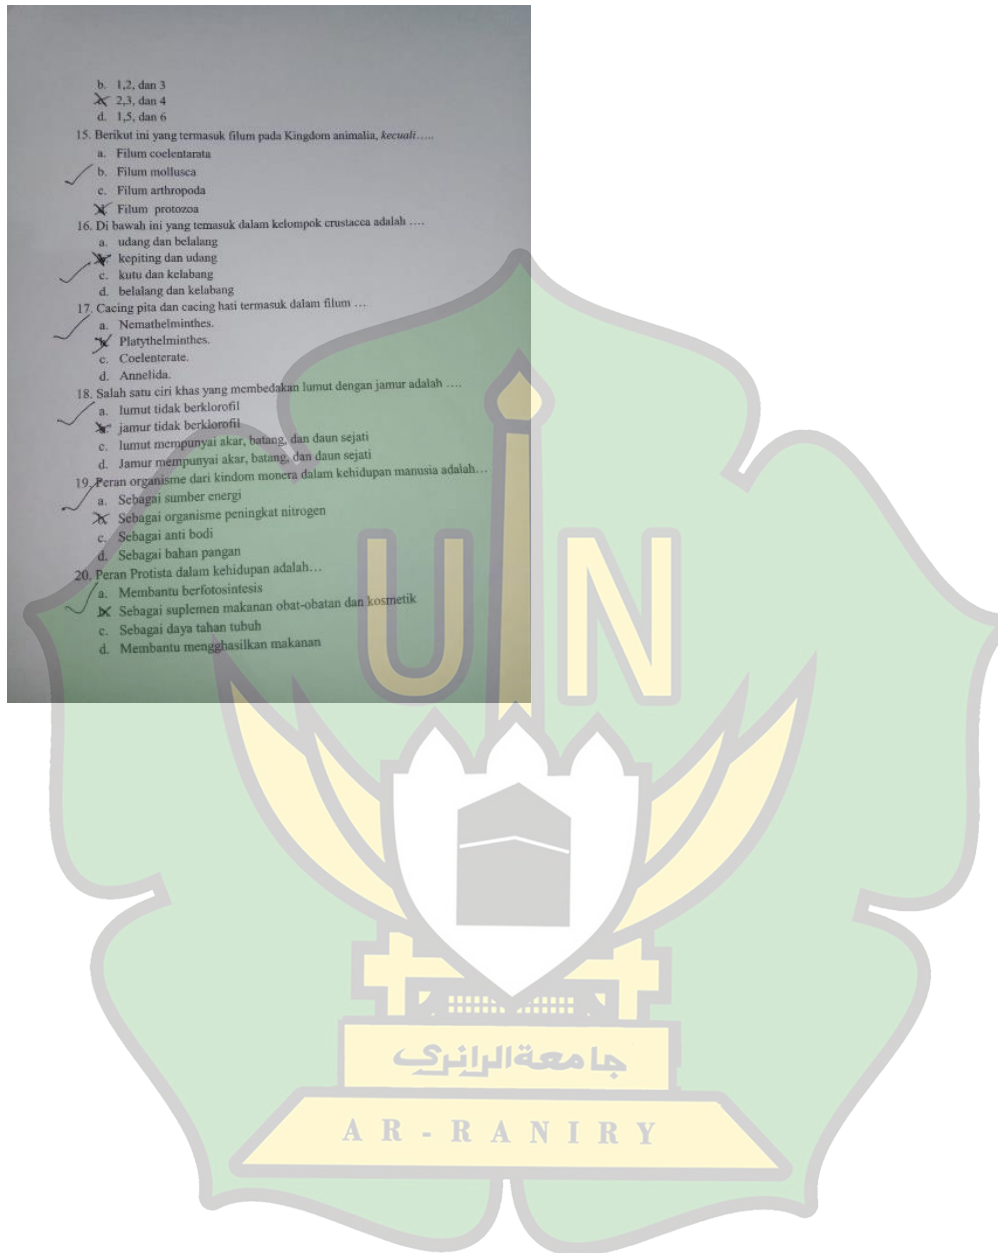 b. 1,2, dan 3
c. 2,3, dan 4
d. 1,5, dan 6
15. Berikut ini yang termasuk filum pada Kingdom animalia, kecuali…..
a. Filum coelentarata
b. Filum mollusca
c. Filum arthropoda
d. Filum protozoa
16. Di bawah ini yang temasuk dalam kelompok crustacea adalah ….
a. udang dan belalang
b. kepiting dan udang
c. kutu dan kelabang
d. belalang dan kelabang
17. Cacing pita dan cacing hati termasuk dalam filum …
a. Nemathelminthes.
b. Platythelminthes.
c. Coelenterate.
d. Annelida.
18. Salah satu ciri khas yang membedakan lumut dengan jamur adalah ….
a. lumut tidak berklorofil
b. jamur tidak berklorofil
c. lumut mempunyai akar, batang, dan daun sejati
d. Jamur mempunyai akar, batang, dan daun sejati
19. Peran organisme dari kindom monera dalam kehidupan manusia adalah…
a. Sebagai sumber energi
b. Sebagai organisme peningkat nitrogen
c. Sebagai anti bodi
d. Sebagai bahan pangan
20. Peran Protista dalam kehidupan adalah…
a. Membantu berfotosintesis
b. Sebagai suplemen makanan obat-obatan dan kosmetik
c. Sebagai daya tahan tubuh
d. Membantu mengghasilkan makanan
UIN
جامعة الرانري
AR-RANIRY